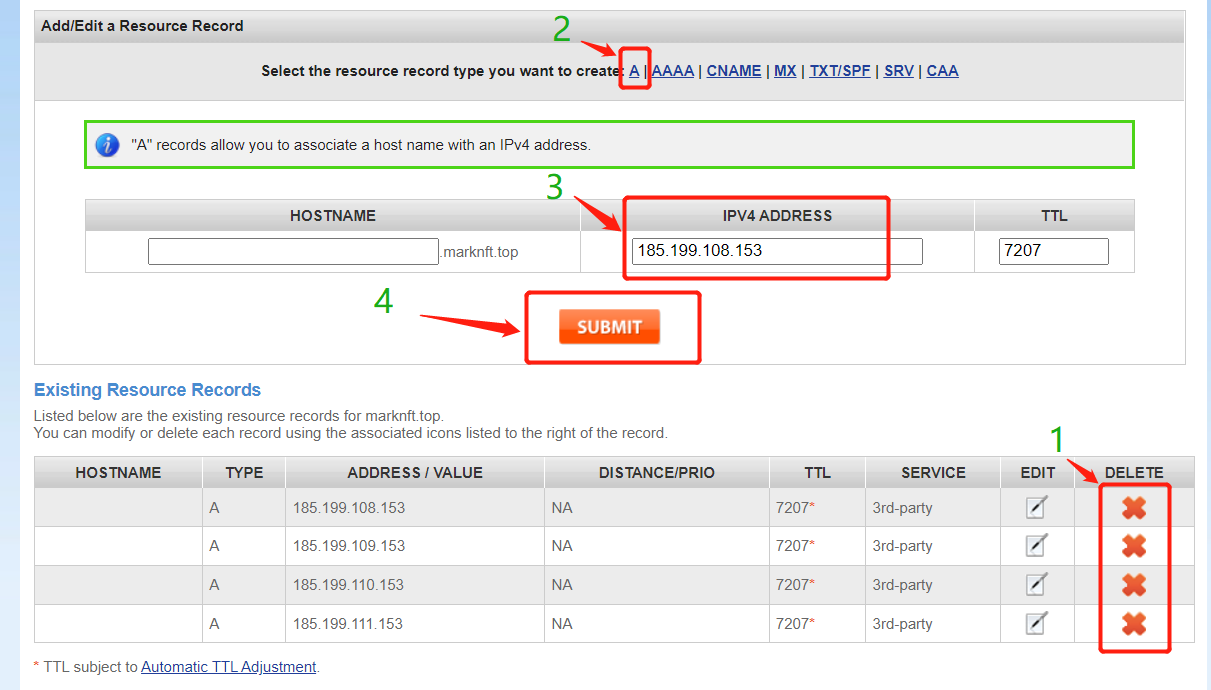 Add/Edit a Resource Record
2
Select the resource record type you want to create: A | AAAA | CNAME | MX | TXT/SPF | SRV | CAA
"A" records allow you to associate a host name with an IPv4 address.
3
HOSTNAME IPV4 ADDRESS TTL
.marknft.top 185.199.108.153 7207
4
SUBMIT
Existing Resource Records
Listed below are the existing resource records for marknft.top.
You can modify or delete each record using the associated icons listed to the right of the record.
1
HOSTNAME TYPE ADDRESS / VALUE DISTANCE/PRIO TTL SERVICE EDIT DELETE
A 185.199.108.153 NA 7207* 3rd-party
A 185.199.109.153 NA 7207* 3rd-party
A 185.199.110.153 NA 7207* 3rd-party
A 185.199.111.153 NA 7207* 3rd-party
* TTL subject to Automatic TTL Adjustment.